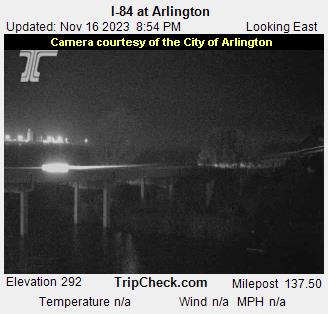 I-84 at Arlington
Updated: Nov 16 2023 8:54 PM Looking East
Camera courtesy of the City of Arlington
Elevation 292 TripCheck.com Milepost 137.50
Temperature n/a Wind n/a MPH n/a